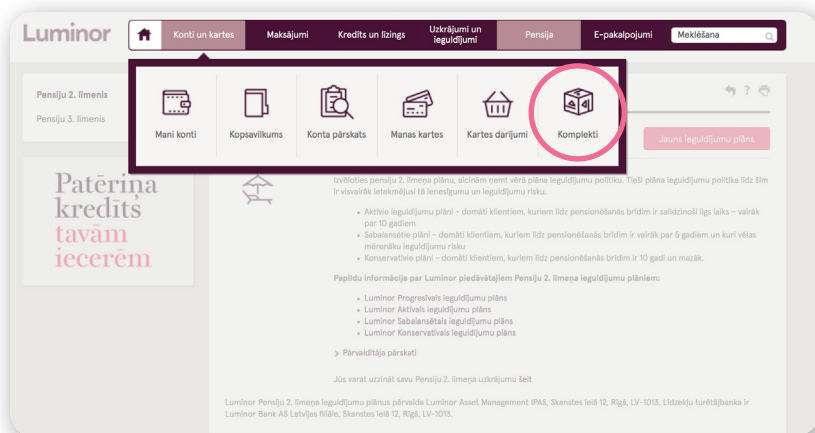 Luminor
Konti un kartes
Maksājumi
Kredīts un līzings
Uzkrājumi un
ieguldījumi
Pensija
E-pakalpojumi
Meklēšana
Mani konti
Kopsavilkums
Konta pārskats
Manas kartes
Kartes darījumi
Komplekti
Pensiju 2. līmenis
Pensiju 3. līmenis
?
Jauns ieguldījumu plāns
Patēriņa
kredīts
tavām
iecerēm
Izvēloties pensiju 2. līmeņa plānu, aicinām ņemt vērā plāna ieguldījumu politiku. Tieši plāna ieguldījumu politika līdz šim
ir visvairāk ietekmējusi tā ienesīgumu un ieguldījumu risku.
• Aktīvie ieguldījumu plāni – domāti klientiem, kuriem līdz pensionēšanās brīdim ir salīdzinoši ilgs laiks – vairāk
par 10 gadiem
• Sabalansētie plāni – domāti klientiem, kuriem līdz pensionēšanās brīdim ir vairāk par 5 gadiem un kuri vēlas
mērenāku ieguldījumu risku
• Konservatīvie plāni – domāti klientiem, kuriem līdz pensionēšanās brīdim ir 10 gadi un mazāk.
Papildu informācija par Luminor piedāvātajiem Pensiju 2. līmeņa ieguldījumu plāniem:
• Luminor Progresīvais ieguldījumu plāns
• Luminor Aktīvais ieguldījumu plāns
• Luminor Sabalansētais ieguldījumu plāns
• Luminor Konservatīvais ieguldījumu plāns
> Pārvaldītāja pārskati
Jūs varat uzzināt savu Pensiju 2. līmeņa uzkrājumu šeit
Luminor Pensiju 2. līmeņa ieguldījumu plānus pārvalda Luminor Asset Management IPAS, Skanstes ielā 12, Rīgā, LV-1013. Līdzekļu turētājbanka ir
Luminor Bank AS Latvijas filiāle, Skanstes ielā 12, Rīgā, LV-1013.